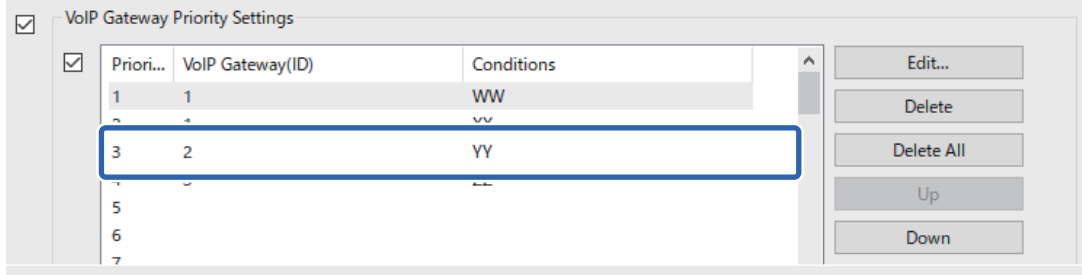 VoIP Gateway Priority Settings
Priori... VoIP Gateway(ID) Conditions
1 1 WW
3 2 YY
5
6
7
Edit...
Delete
Delete All
Up
Down